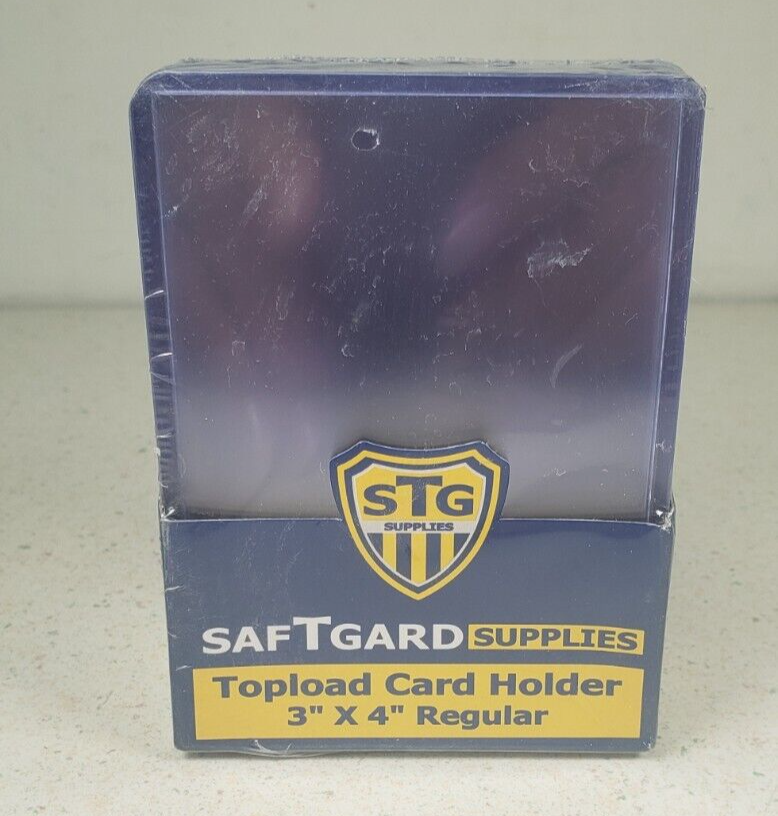 STG
SUPPLIES
SAFTGARD SUPPLIES
Topload Card Holder
3" X 4" Regular